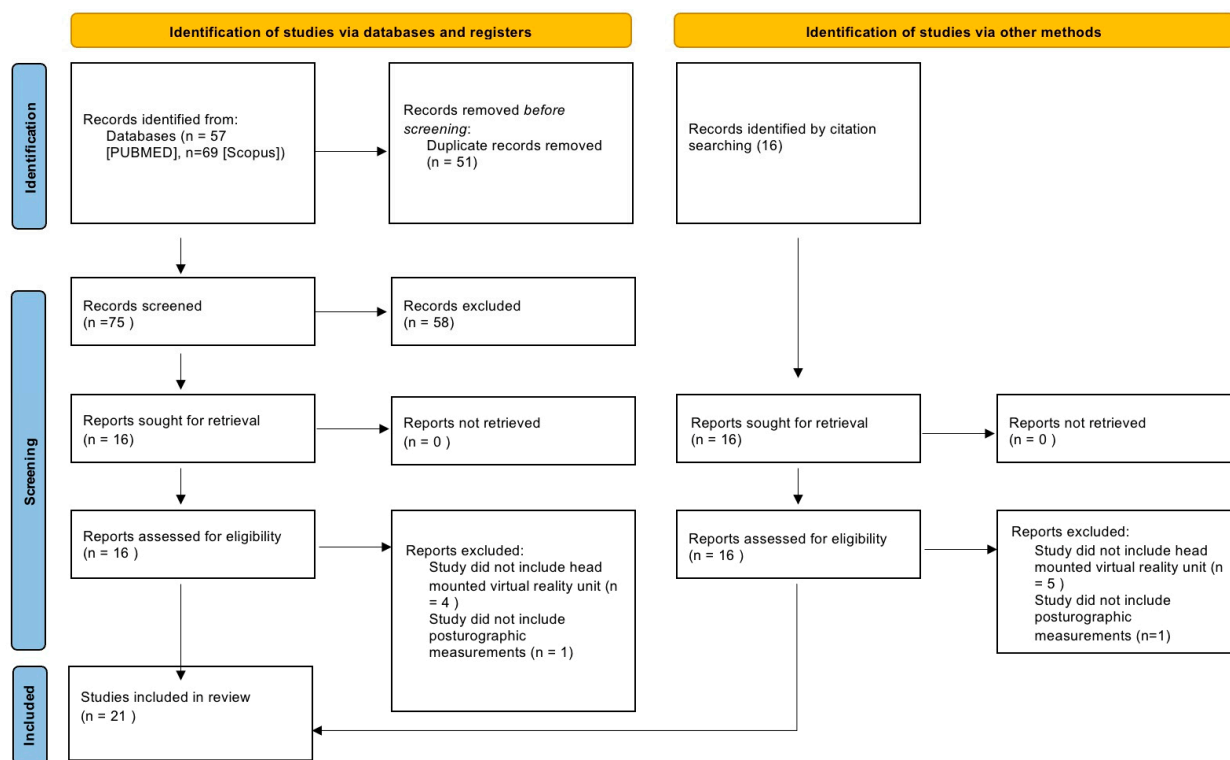 Identification of studies via databases and registers
Identification of studies via other methods
Identification
Records identified from:
Databases (n = 57
[PUBMED], n=69 [Scopus])
Records removed before
screening:
Duplicate records removed
(n = 51)
Records identified by citation
searching (16)
Screening
Records screened
(n =75 )
Records excluded
(n = 58)
Reports sought for retrieval
(n = 16)
Reports not retrieved
(n = 0 )
Reports sought for retrieval
(n = 16)
Reports not retrieved
(n = 0 )
Reports assessed for eligibility
(n = 16 )
Reports excluded:
Study did not include head
mounted virtual reality unit (n
= 4 )
Study did not include
posturographic
measurements (n = 1)
Reports assessed for eligibility
(n = 16 )
Reports excluded:
Study did not include head
mounted virtual reality unit (n
= 5 )
Study did not include
posturographic
measurements (n=1)
Included
Studies included in review
(n = 21 )